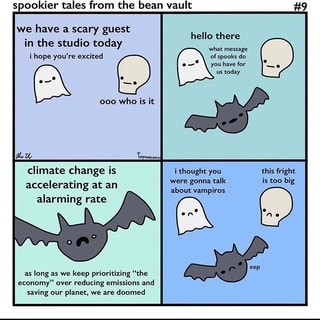 spookier tales from the bean vault
#9
we have a scary guest
in the studio today
i hope you're excited
ooo who is it
hello there
what message
of spooks do
you have for
us today
climate change is
accelerating at an
alarming rate
as long as we keep prioritizing "the
economy" over reducing emissions and
saving our planet, we are doomed
i thought you
were gonna talk
about vampiros
this fright
is too big
eep